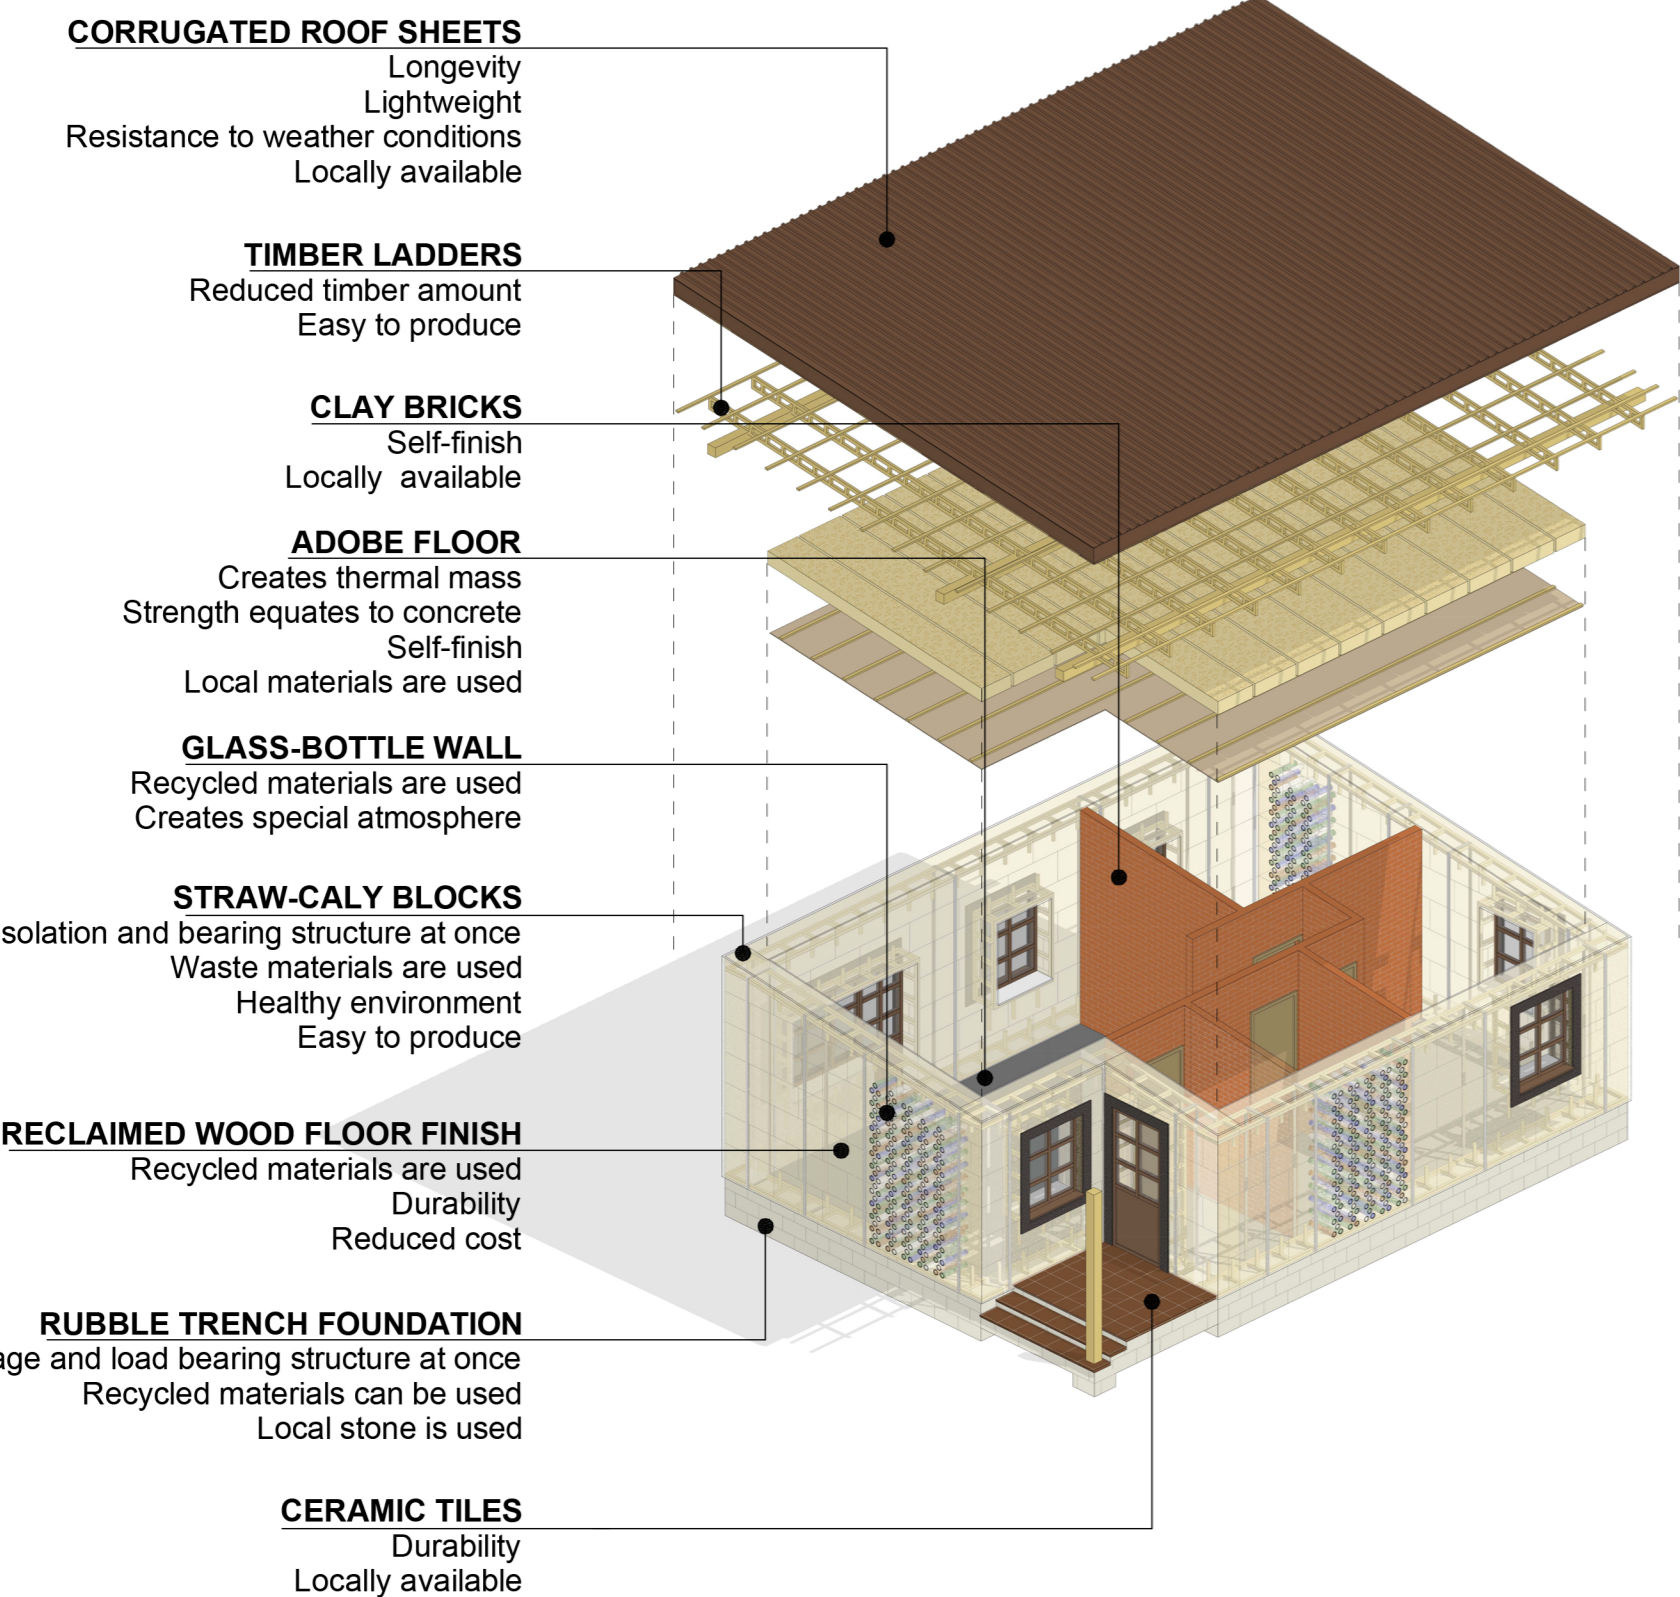 CORRUGATED ROOF SHEETS
Longevity
Lightweight
Resistance to weather conditions
Locally available
TIMBER LADDERS
Reduced timber amount
Easy to produce
CLAY BRICKS
Self-finish
Locally available
ADOBE FLOOR
Creates thermal mass
Strength equates to concrete
Self-finish
Local materials are used
GLASS-BOTTLE WALL
Recycled materials are used
Creates special atmosphere
STRAW-CALY BLOCKS
solation and bearing structure at once
Waste materials are used
Healthy environment
Easy to produce
RECLAIMED WOOD FLOOR FINISH
Recycled materials are used
Durability
Reduced cost
RUBBLE TRENCH FOUNDATION
age and load bearing structure at once
Recycled materials can be used
Local stone is used
CERAMIC TILES
Durability
Locally available